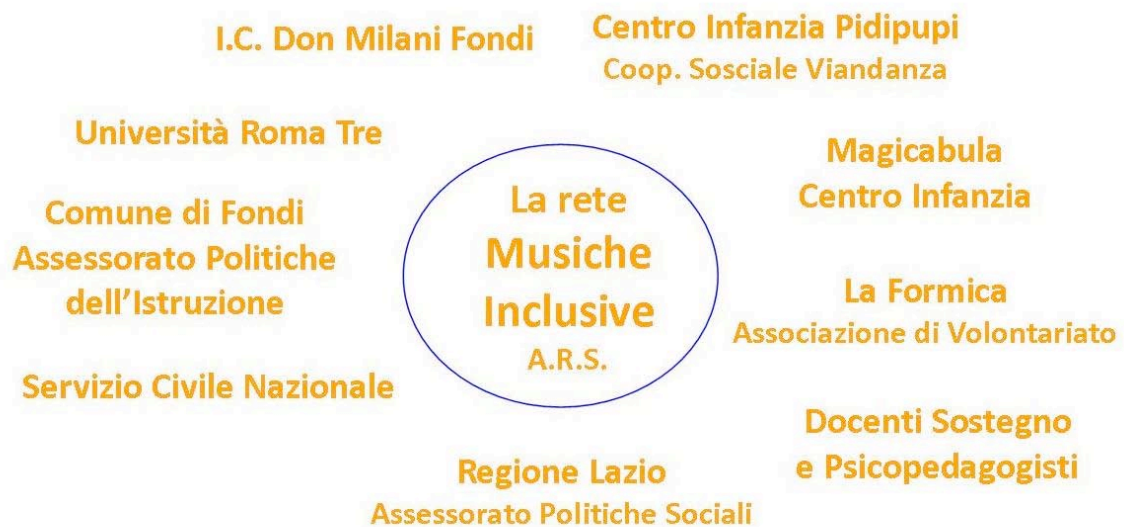 I.C. Don Milani Fondi
Centro Infanzia Pidipupi
Coop. Sosciale Viandanza
Università Roma Tre
Magicabula
Centro Infanzia
Comune di Fondi
Assessorato Politiche
dell’Istruzione
La rete
Musiche
Inclusive
A.R.S.
La Formica
Associazione di Volontariato
Servizio Civile Nazionale
Docenti Sostegno
e Psicopedagogisti
Regione Lazio
Assessorato Politiche Sociali